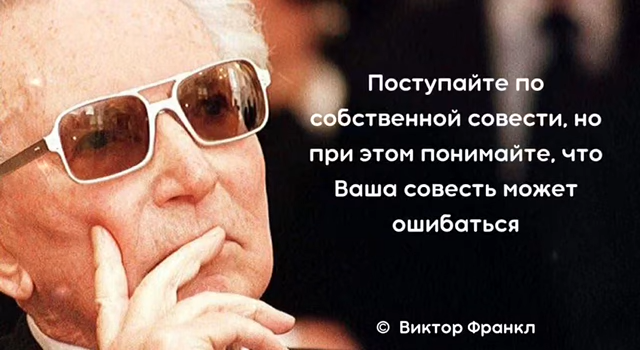 Поступайте по
собственной совести, но
при этом понимайте, что
Ваша совесть может
ошибаться
© Виктор Франкл